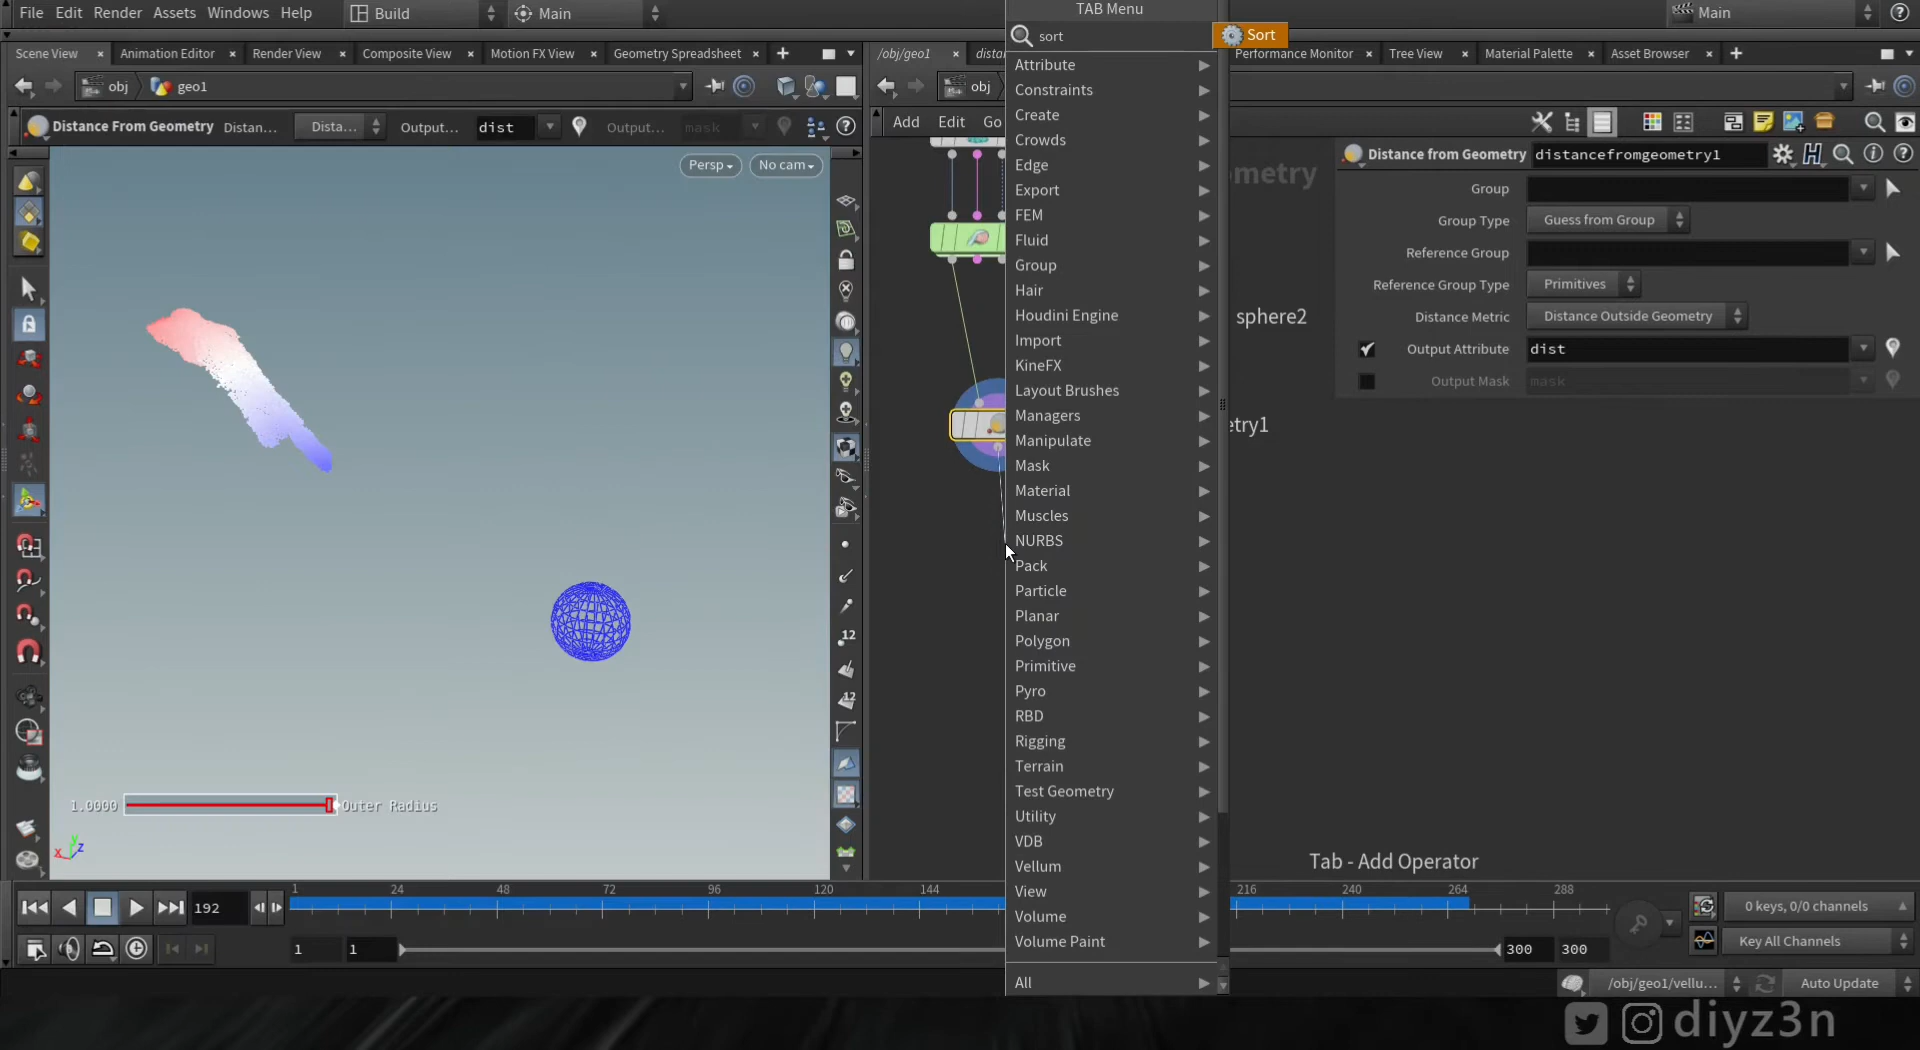 File Edit Render Assets Windows Help Build Main
TAB Menu
Main
Scene View Animation Editor Render View Composite View Motion FX View Geometry Spreadsheet
/obj/geo1
sort
Sort
Performance Monitor Tree View Material Palette Asset Browser
obj geo1
obj
Distance From Geometry Distan... Dista... Output... dist Output... mask
Add Edit Go
Persp No cam
Attribute
Constraints
Create
Crowds
Edge
Export
FEM
Fluid
Group
Hair
Houdini Engine
Import
KineFX
Layout Brushes
Managers
Manipulate
Mask
Material
Muscles
NURBS
Pack
Particle
Planar
Polygon
Primitive
Pyro
RBD
Rigging
Terrain
Test Geometry
Utility
VDB
Vellum
View
Volume
Volume Paint
All
ometry
sphere2
etry1
Distance from Geometry distancefromgeometry1
Group
Group Type Guess from Group
Reference Group
Reference Group Type Primitives
Distance Metric Distance Outside Geometry
Output Attribute dist
Output Mask mask
12
12
1.0000 Outer Radius
x y z
Tab - Add Operator
1 24 48 72 96 120 144 216 240 264 288
192
0 keys, 0/0 channels
1 1 300 300
Key All Channels
/obj/geo1/vellu... Auto Update
diyz3n